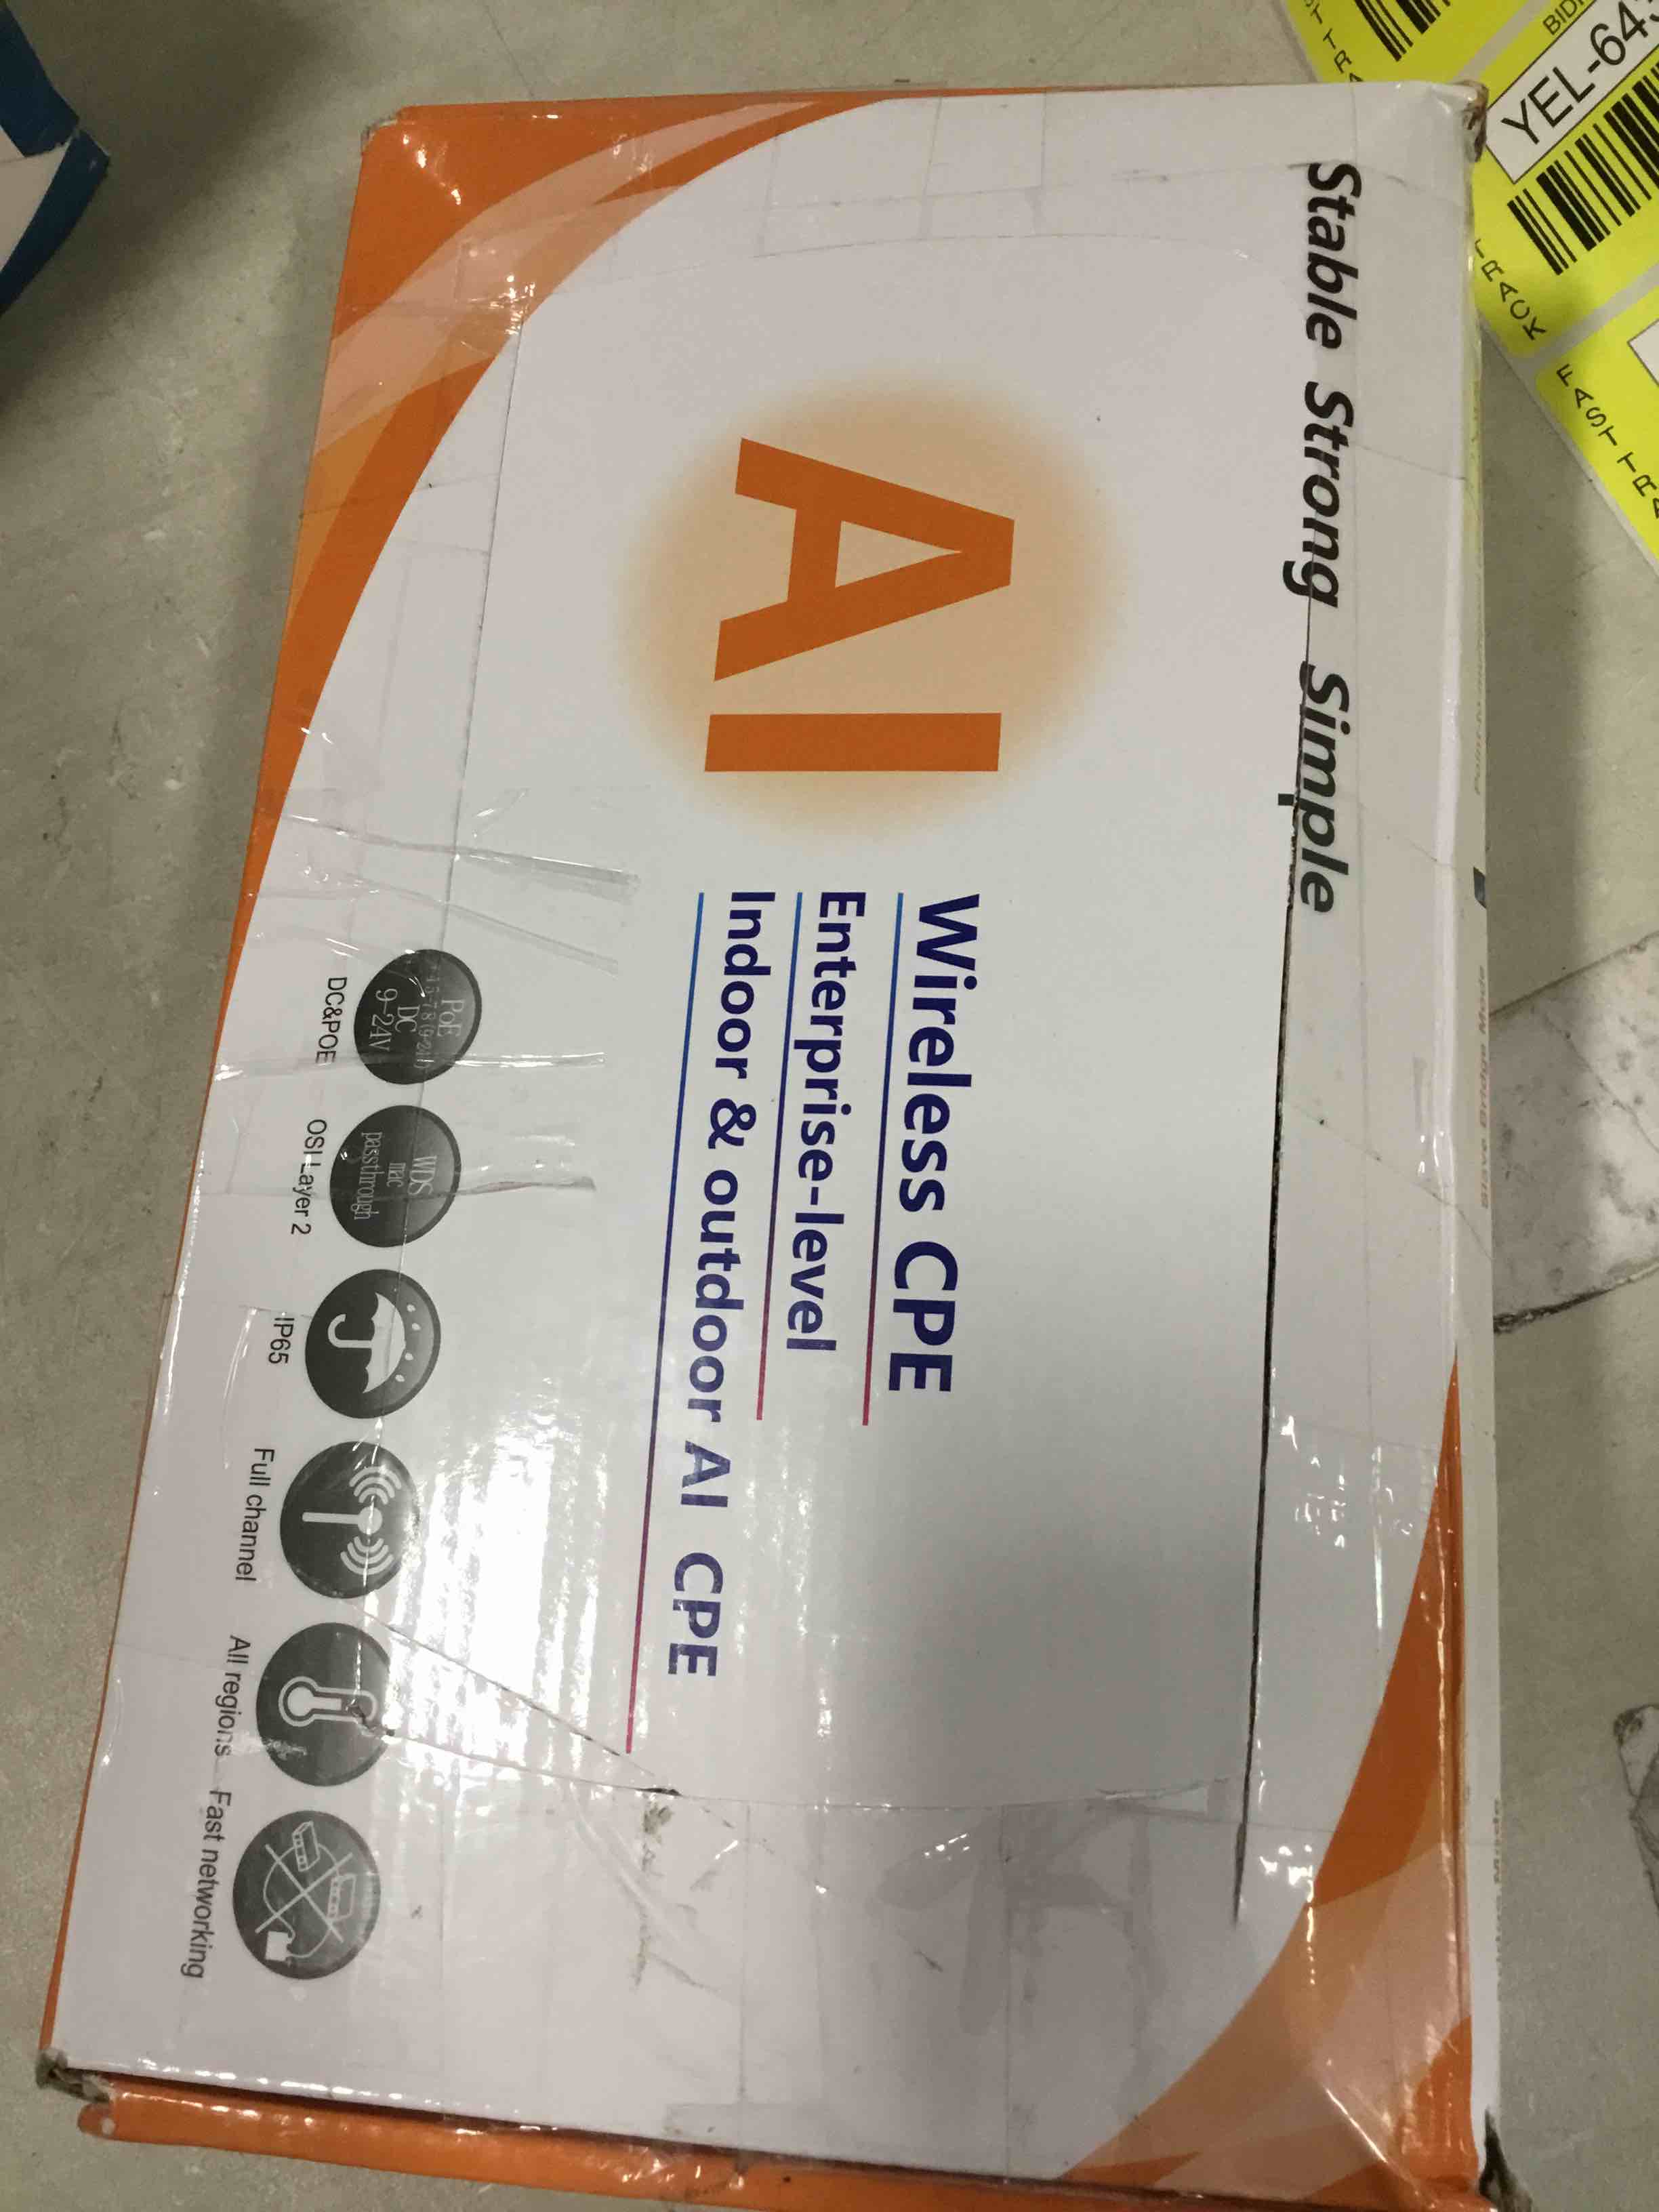 Stable Strong Simple
AI
Wireless CPE
Enterprise-level
Indoor & outdoor AI CPE
PoE
DC
9-24V
WDS
mac
passthrough
DC&POE
OSI Layer 2
IP65
Full channel
All regions
Fast networking
YEL-64
FAST TRA